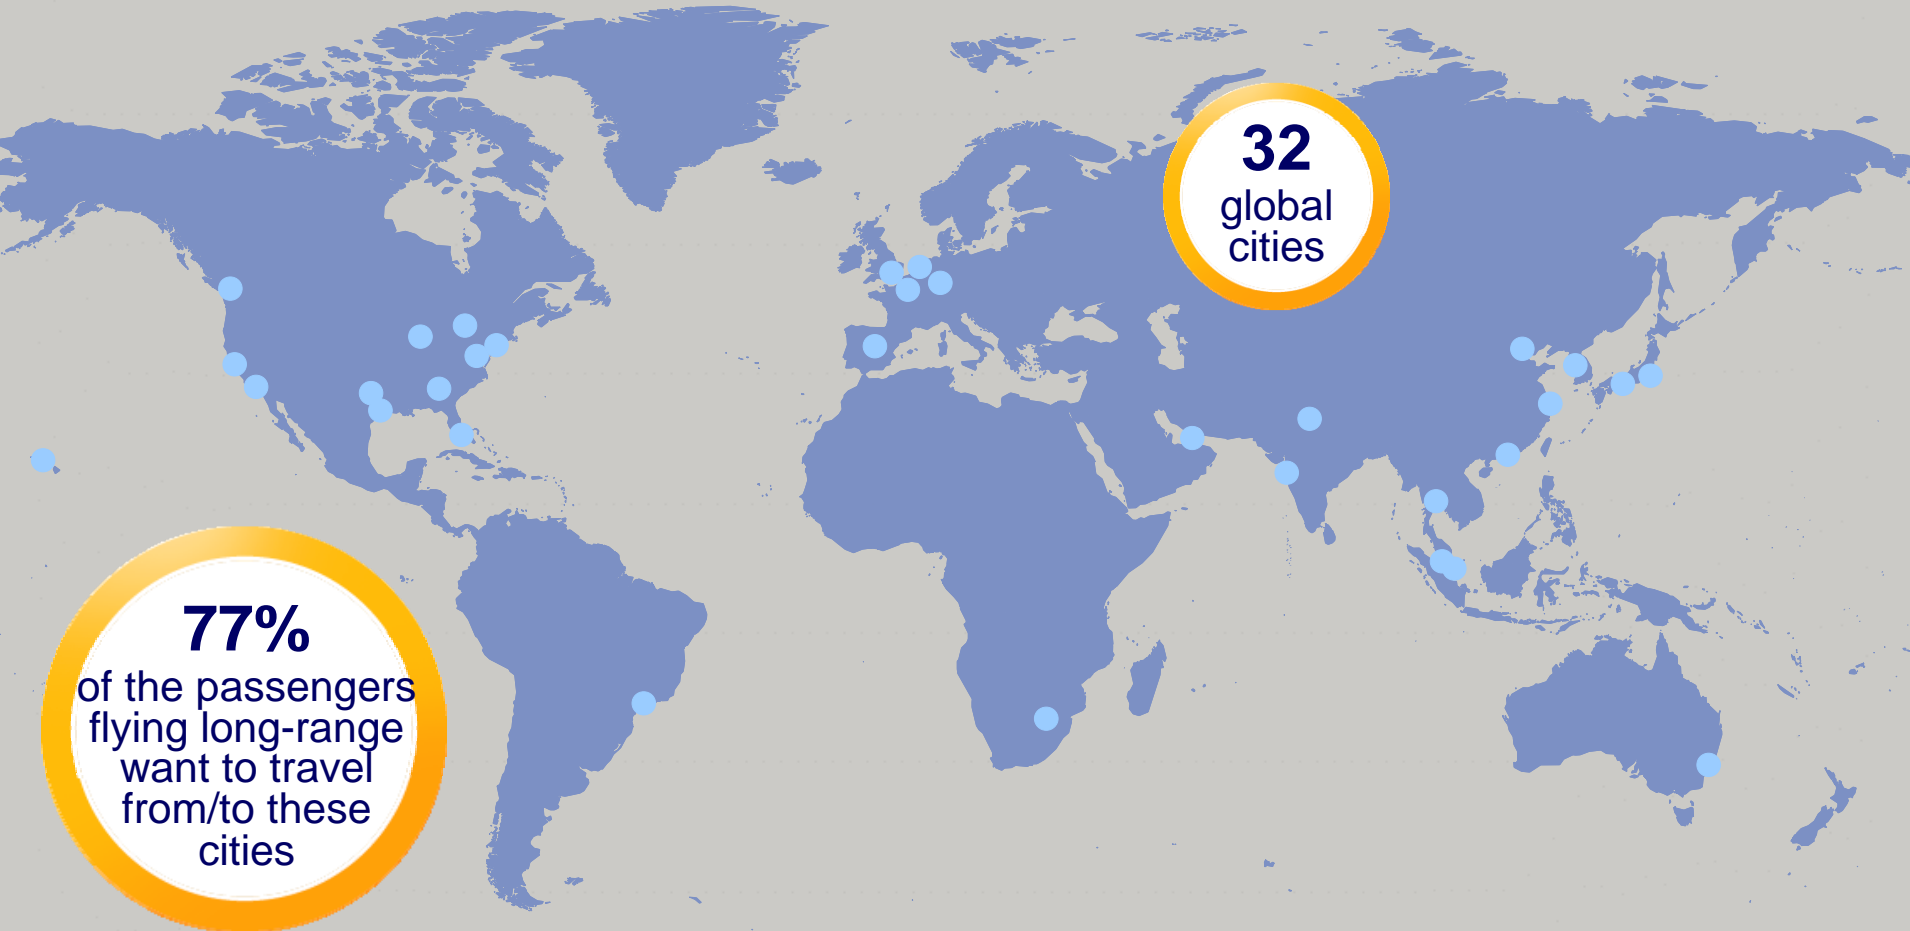 32
global
cities
77%
of the passengers
flying long-range
want to travel
from/to these
cities